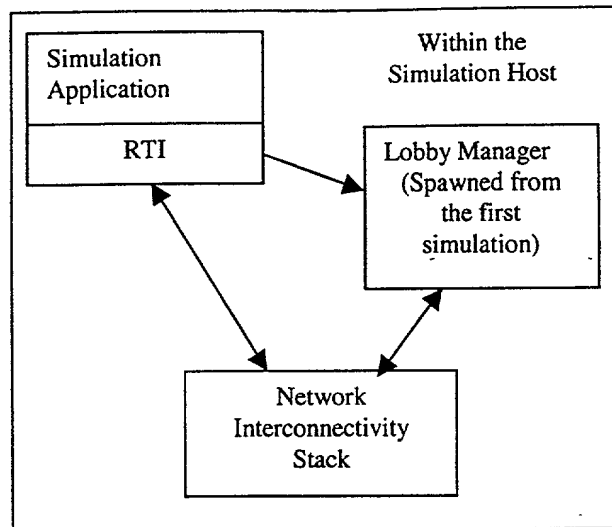 Simulation
Application
RTI
Within the
Simulation Host
Lobby Manager
(Spawned from
the first
simulation)
Network
Interconnectivity
Stack